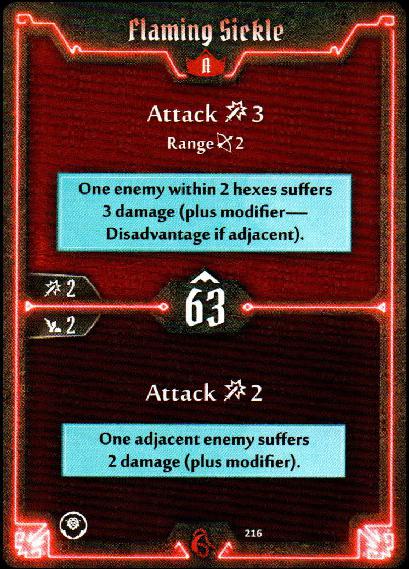 Flaming Sickle
A
Attack 3
Range 2
One enemy within 2 hexes suffers
3 damage (plus modifier—
Disadvantage if adjacent).
2
63
2
Attack 2
One adjacent enemy suffers
2 damage (plus modifier).
216